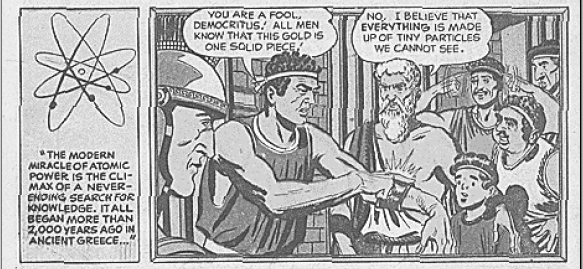 "THE MODERN
MIRACLE OF ATOMIC
POWER IS THE CLI-
MAX OF A NEVER-
ENDING SEARCH FOR
KNOWLEDGE. IT ALL
BEGAN MORE THAN
2,000 YEARS AGO IN
ANCIENT GREECE..."
YOU ARE A FOOL,
DEMOCRITUS! ALL MEN
KNOW THAT THIS GOLD IS
ONE SOLID PIECE!
NO. I BELIEVE THAT
EVERYTHING IS MADE
UP OF TINY PARTICLES
WE CANNOT SEE.